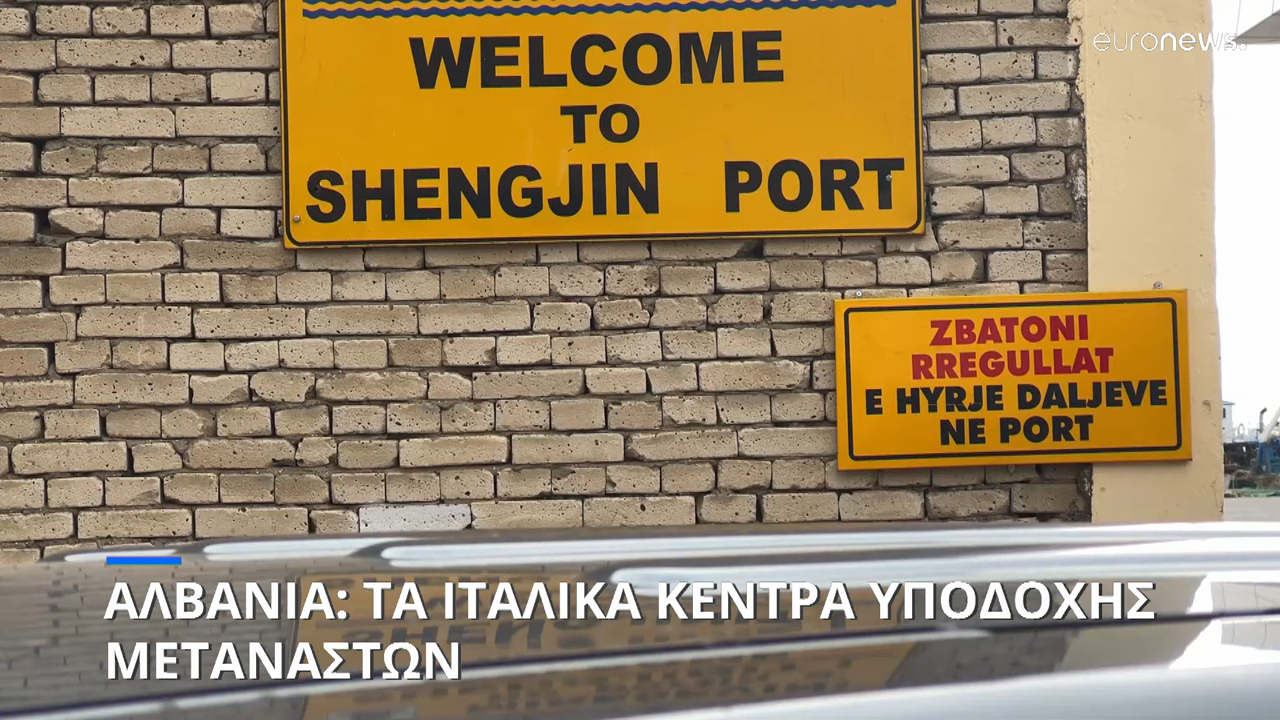 euronews.
WELCOME
TO
SHENGJIN PORT
ZBATONI
RREGULLAT
E HYRJE DALJEVE
NE PORT
ΑΛΒΑΝΙΑ: ΤΑ ΙΤΑΛΙΚΑ ΚΕΝΤΡΑ ΥΠΟΔΟΧΗΣ
ΜΕΤΑΝΑΣΤΩΝ